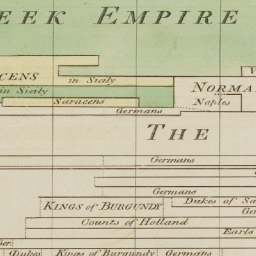 EEK EMPIRE
CENS
in Sicily
in Sicily
NORMA
Saracens
Naples
Germans
THE
Germans
Germans
KINGS of BURGUNDY
Dukes of Sa
Counts of Holland
Earls
Dukes
Kings of Burgundy
Germans